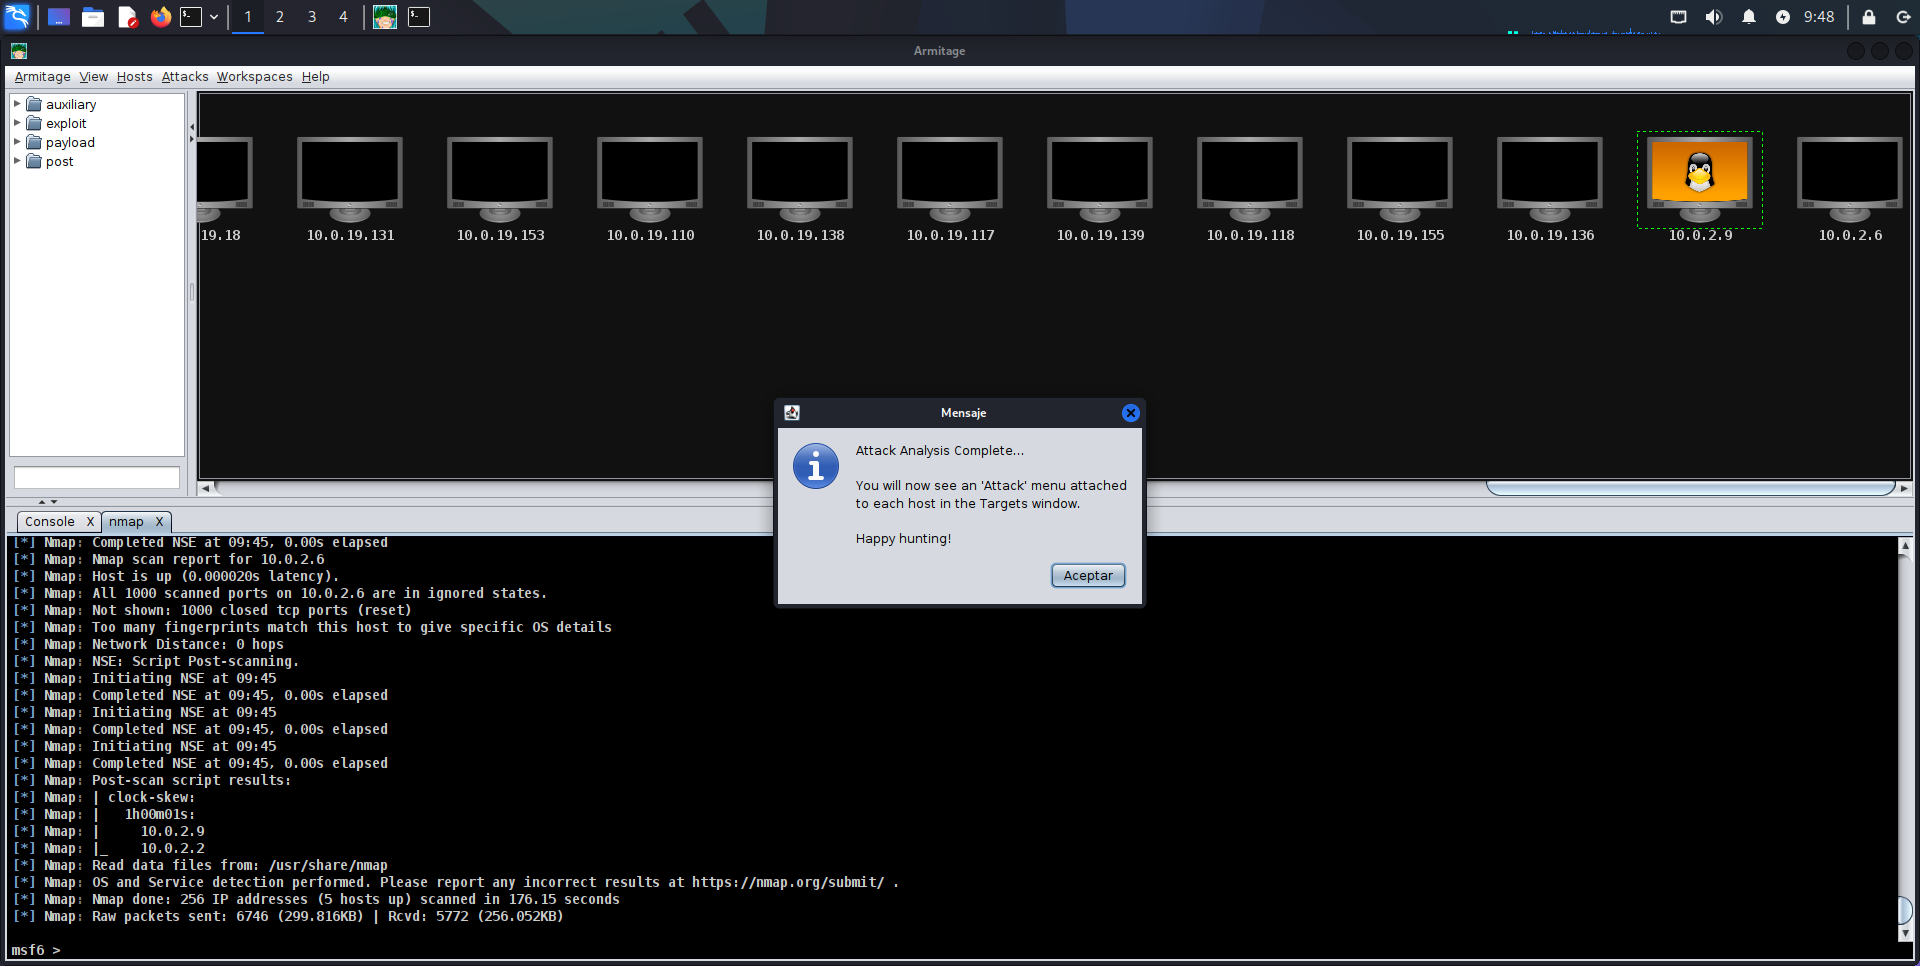 1 2 3 4
9:48
Armitage
Armitage View Hosts Attacks Workspaces Help
auxiliary
exploit
payload
post
19.18
10.0.19.131
10.0.19.153
10.0.19.110
10.0.19.138
10.0.19.117
10.0.19.139
10.0.19.118
10.0.19.155
10.0.19.136
10.0.2.9
10.0.2.6
Mensaje
Attack Analysis Complete...
You will now see an 'Attack' menu attached
to each host in the Targets window.
Happy hunting!
Aceptar
Console X nmap X
[*] Nmap: Completed NSE at 09:45, 0.00s elapsed
[*] Nmap: Nmap scan report for 10.0.2.6
[*] Nmap: Host is up (0.000020s latency).
[*] Nmap: All 1000 scanned ports on 10.0.2.6 are in ignored states.
[*] Nmap: Not shown: 1000 closed tcp ports (reset)
[*] Nmap: Too many fingerprints match this host to give specific OS details
[*] Nmap: Network Distance: 0 hops
[*] Nmap: NSE: Script Post-scanning.
[*] Nmap: Initiating NSE at 09:45
[*] Nmap: Completed NSE at 09:45, 0.00s elapsed
[*] Nmap: Initiating NSE at 09:45
[*] Nmap: Completed NSE at 09:45, 0.00s elapsed
[*] Nmap: Initiating NSE at 09:45
[*] Nmap: Completed NSE at 09:45, 0.00s elapsed
[*] Nmap: Post-scan script results:
[*] Nmap: | clock-skew:
[*] Nmap: |   1h00m01s:
[*] Nmap: |     10.0.2.9
[*] Nmap: |_    10.0.2.2
[*] Nmap: Read data files from: /usr/share/nmap
[*] Nmap: OS and Service detection performed. Please report any incorrect results at https://nmap.org/submit/ .
[*] Nmap: Nmap done: 256 IP addresses (5 hosts up) scanned in 176.15 seconds
[*] Nmap: Raw packets sent: 6746 (299.816KB) | Rcvd: 5772 (256.052KB)
msf6 >